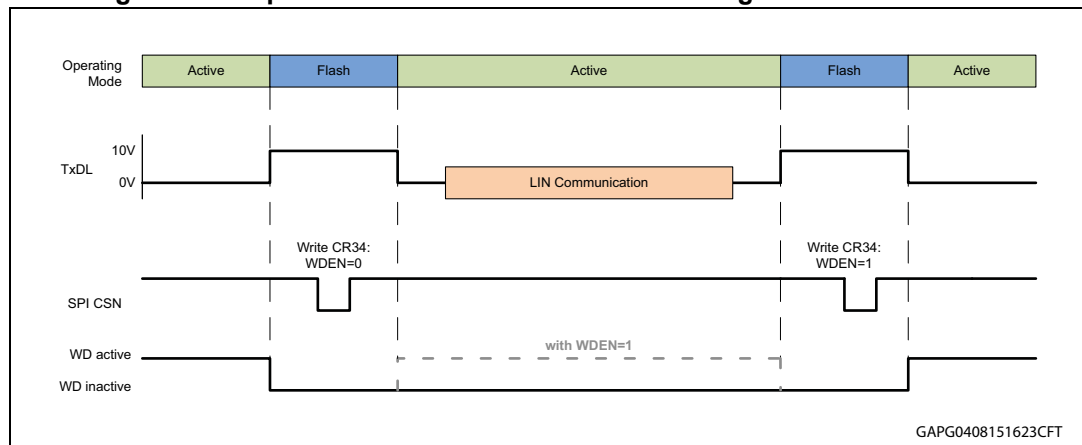 Operating
Mode
Active
Flash
Active
Flash
Active
10V
TxDL
0V
LIN Communication
Write CR34:
WDEN=0
Write CR34:
WDEN=1
SPI CSN
with WDEN=1
WD active
WD inactive
GAPG0408151623CFT